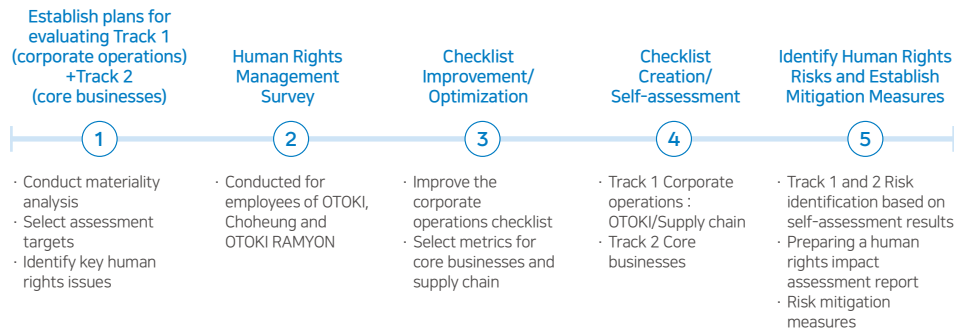 Establish plans for
evaluating Track 1
(corporate operations)
+Track 2
(core businesses)
1
· Conduct materiality
analysis
· Select assessment
targets
· Identify key human
rights issues
Human Rights
Management
Survey
2
· Conducted for
employees of OTOKI,
Choheung and
OTOKI RAMYON
Checklist
Improvement/
Optimization
3
· Improve the
corporate
operations checklist
· Select metrics for
core businesses and
supply chain
Checklist
Creation/
Self-assessment
4
· Track 1 Corporate
operations :
OTOKI/Supply chain
· Track 2 Core
businesses
Identify Human Rights
Risks and Establish
Mitigation Measures
5
· Track 1 and 2 Risk
identification based on
self-assessment results
· Preparing a human
rights impact
assessment report
· Risk mitigation
measures